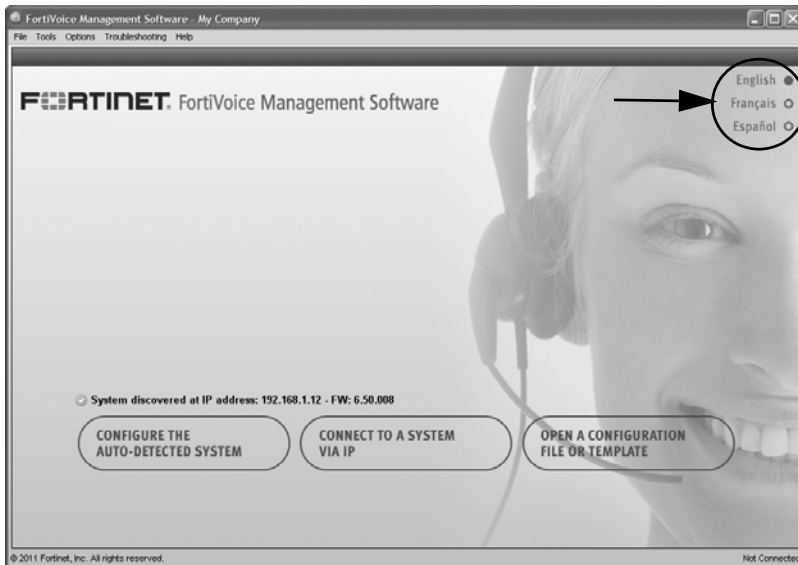 FortiVoice Management Software - My Company
File Tools Options Troubleshooting Help
English
Français
Español
FORTINET. FortiVoice Management Software
System discovered at IP address: 192.168.1.12 - FW: 6.50.008
CONFIGURE THE
AUTO-DETECTED SYSTEM
CONNECT TO A SYSTEM
VIA IP
OPEN A CONFIGURATION
FILE OR TEMPLATE
© 2011 Fortinet, Inc. All rights reserved.
Not Connected